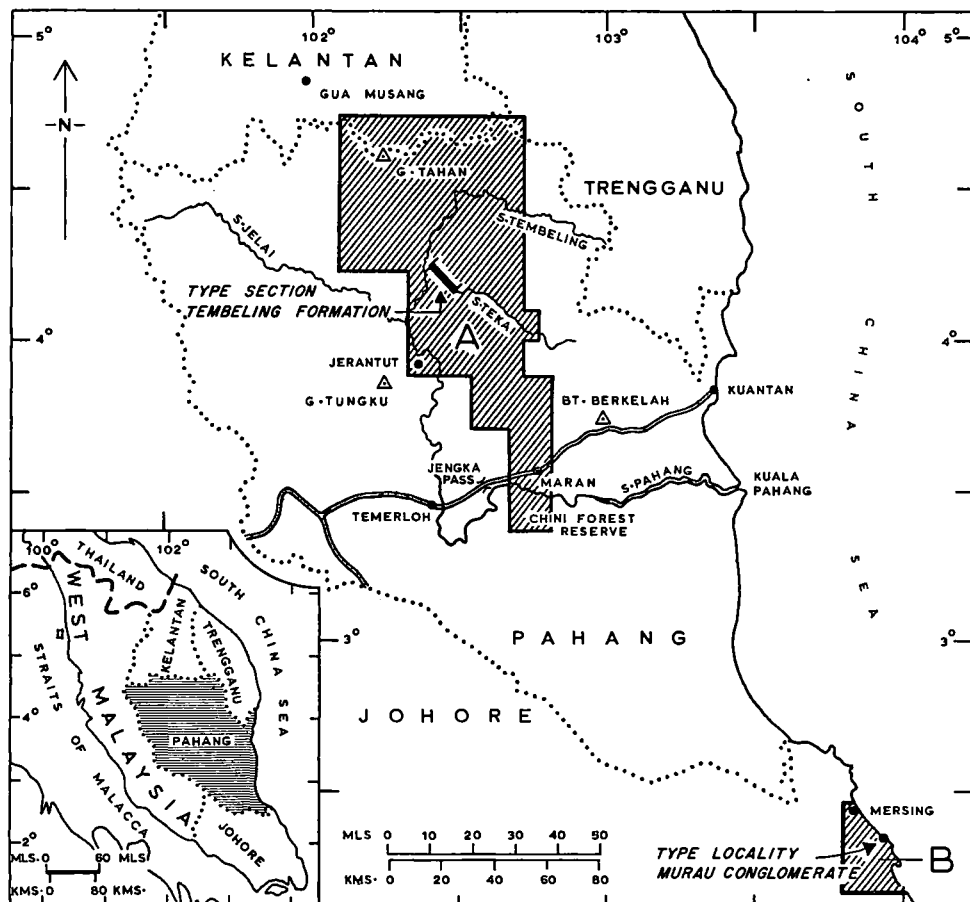 5°
102°
103°
104°
5°
KELANTAN
GUA MUSANG
-N-
G-TAHAN
TRENGGANU
S-TEMBELING
S-JELAI
TYPE SECTION
TEMBELING FORMATION
S-TEKAI
A
SOUTH CHINA SEA
4°
4°
JERANTUT
G-TUNGKU
BT-BERKELAH
KUANTAN
JENGKA
PASS
MARAN
S-PAHANG
KUALA
PAHANG
TEMERLOH
CHINI FOREST
RESERVE
3°
3°
PAHANG
JOHORE
MERSING
TYPE LOCALITY
MURAU CONGLOMERATE
B
MLS
0 10 20 30 40 50
KMS·
0 20 40 60 80
100°
102°
THAILAND
6°
WEST MALAYSIA
SOUTH CHINA SEA
KELANTAN
TRENGGANU
STRAITS OF MALACCA
4°
PAHANG
JOHORE
2°
MLS· 0 60 MLS·
KMS· 0 80 KMS·